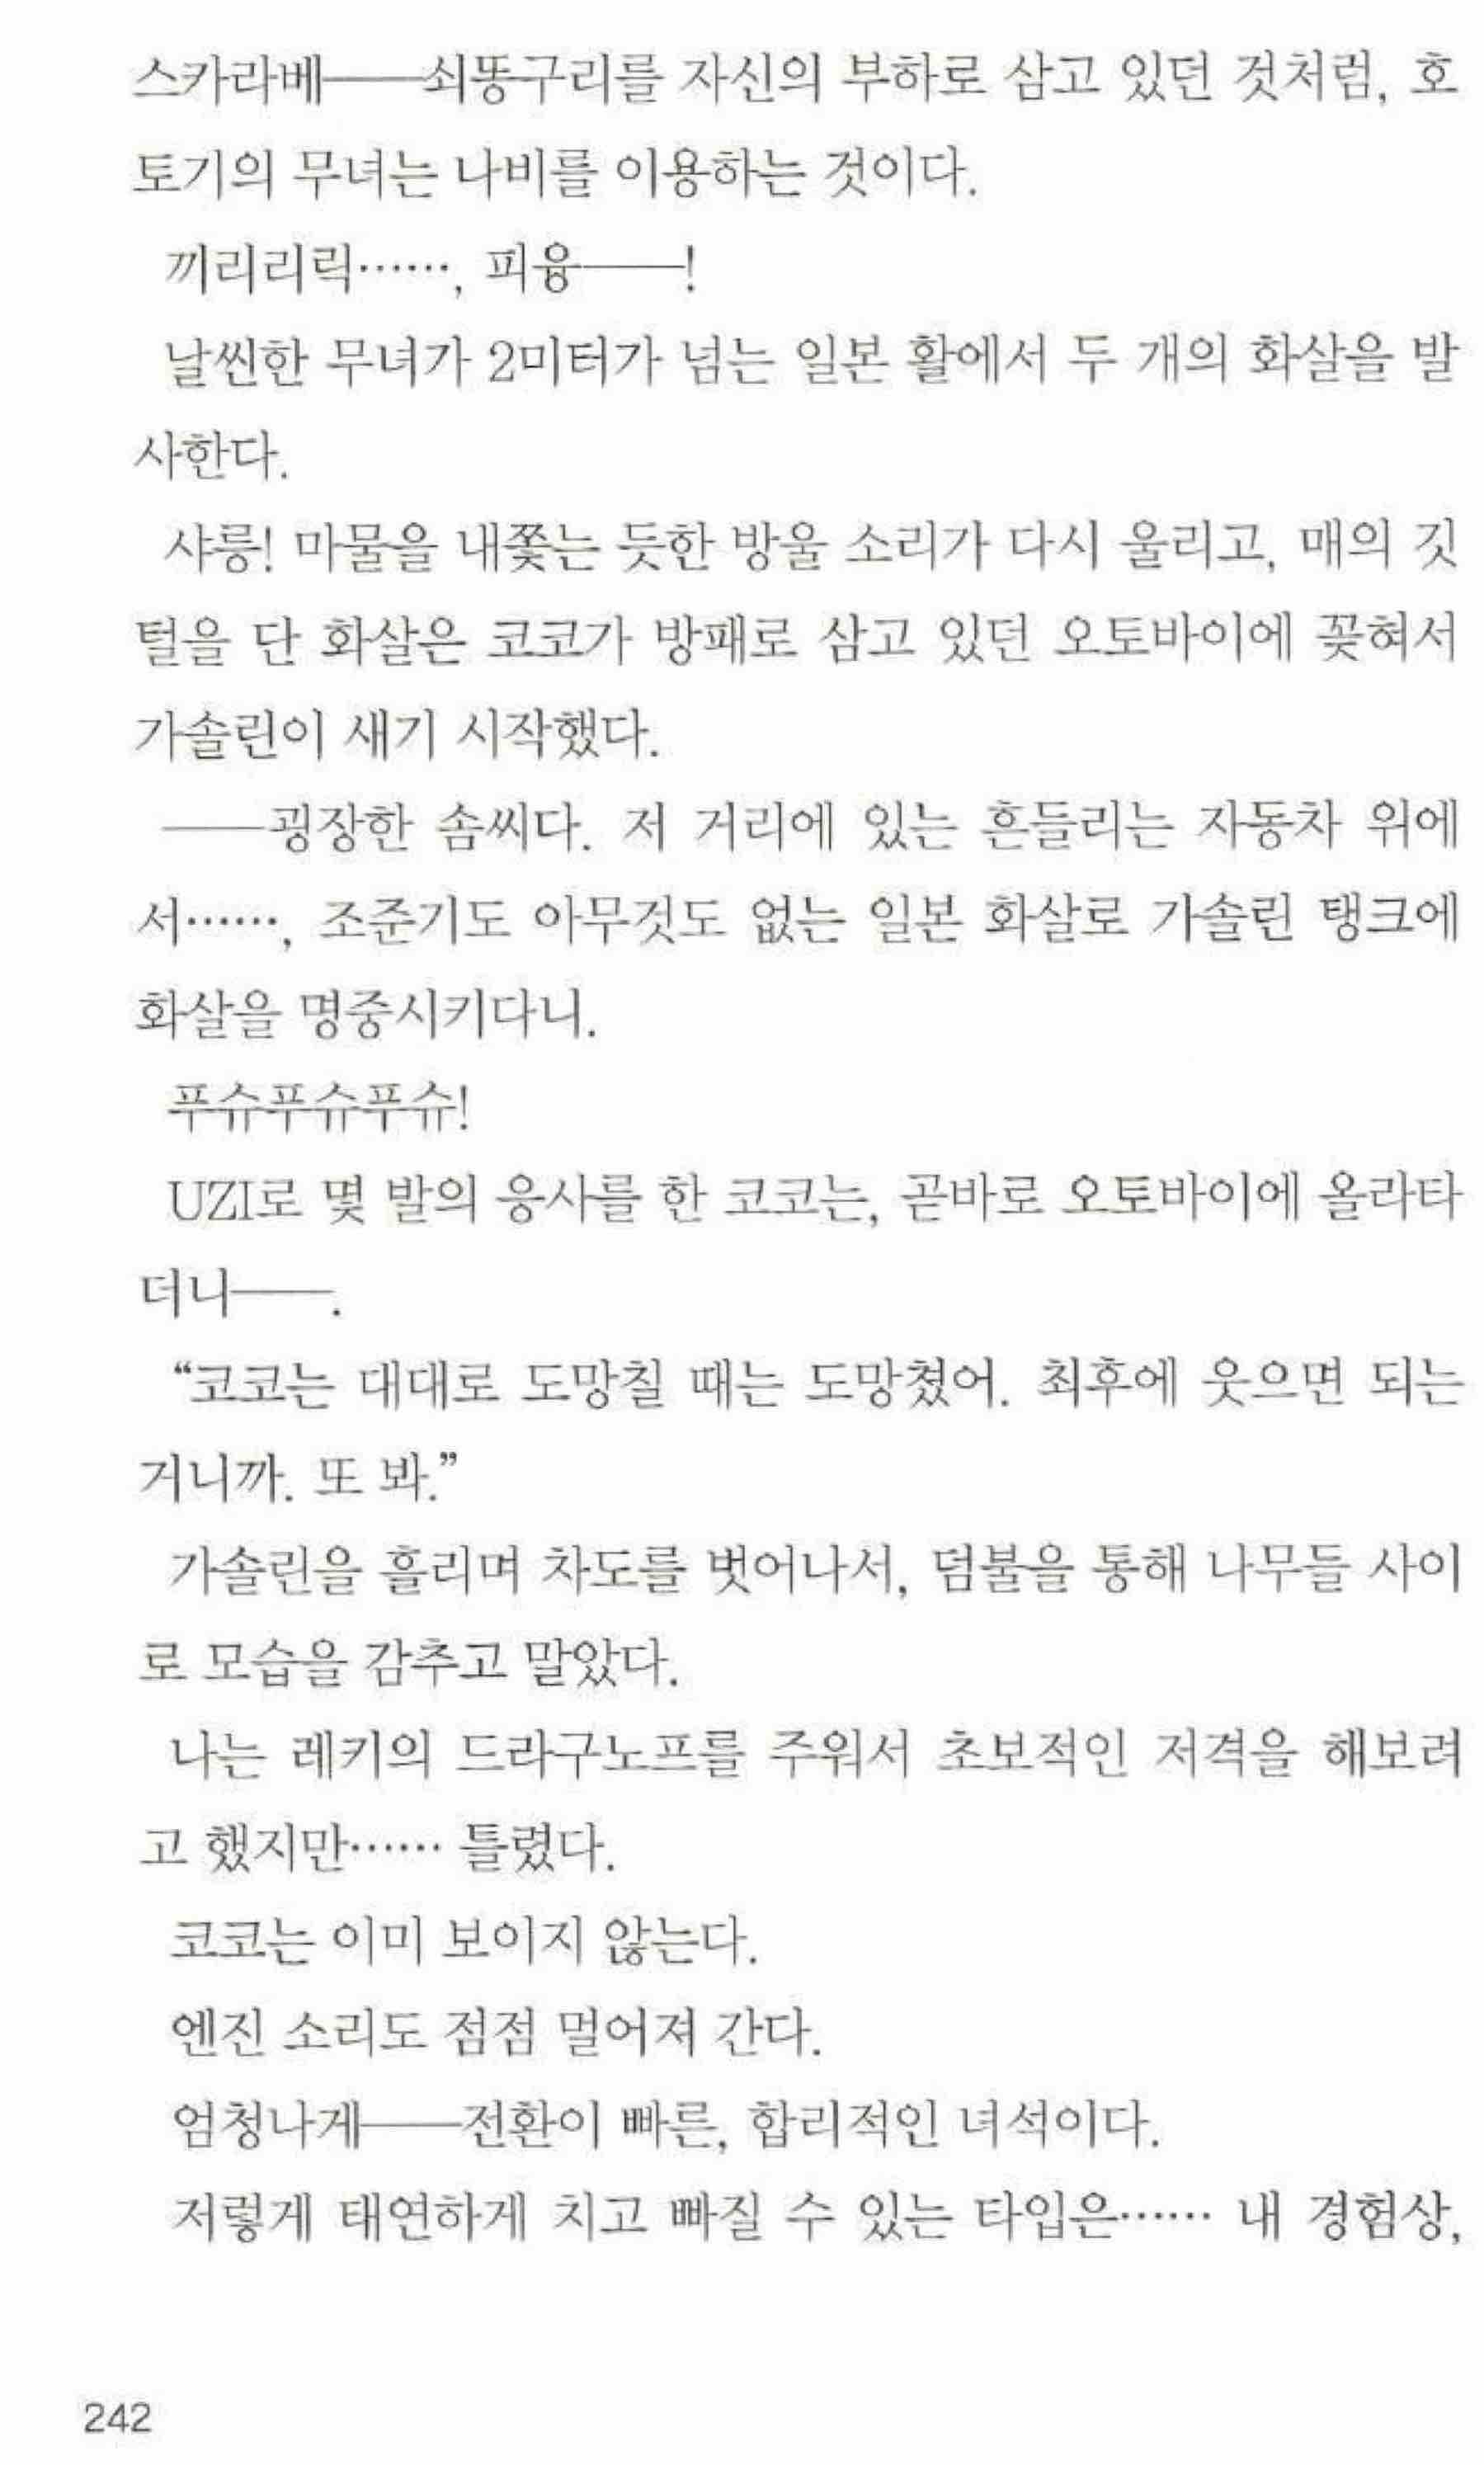 스카라베――쇠똥구리를 자신의 부하로 삼고 있던 것처럼, 호
토기의 무녀는 나비를 이용하는 것이다.
끼리리릭……, 피융――!
날씬한 무녀가 2미터가 넘는 일본 활에서 두 개의 화살을 발
사한다.
샤릉! 마물을 내쫓는 듯한 방울 소리가 다시 울리고, 매의 깃
털을 단 화살은 코코가 방패로 삼고 있던 오토바이에 꽂혀서
가솔린이 새기 시작했다.
――굉장한 솜씨다. 저 거리에 있는 흔들리는 자동차 위에
서……, 조준기도 아무것도 없는 일본 화살로 가솔린 탱크에
화살을 명중시키다니.
푸슈푸슈푸슈!
UZI로 몇 발의 응사를 한 코코는, 곧바로 오토바이에 올라타
더니――.
“코코는 대대로 도망칠 때는 도망쳤어. 최후에 웃으면 되는
거니까. 또 봐.”
가솔린을 흘리며 차도를 벗어나서, 덤불을 통해 나무들 사이
로 모습을 감추고 말았다.
나는 레키의 드라구노프를 주워서 초보적인 저격을 해보려
고 했지만…… 틀렸다.
코코는 이미 보이지 않는다.
엔진 소리도 점점 멀어져 간다.
엄청나게――전환이 빠른, 합리적인 녀석이다.
저렇게 태연하게 치고 빠질 수 있는 타입은…… 내 경험상,
242